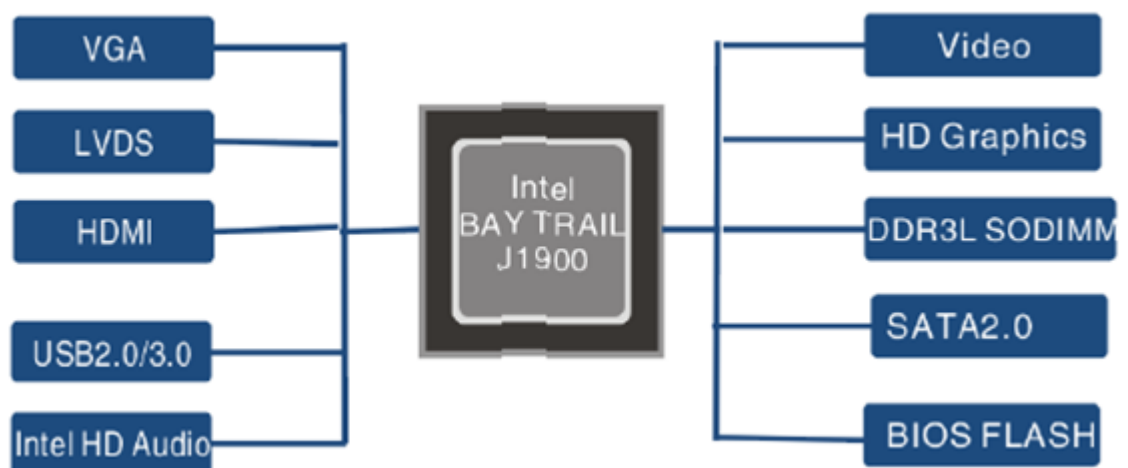 VGA
LVDS
HDMI
USB2.0/3.0
Intel HD Audio
Intel
BAY TRAIL
J1900
Video
HD Graphics
DDR3L SODIMM
SATA2.0
BIOS FLASH